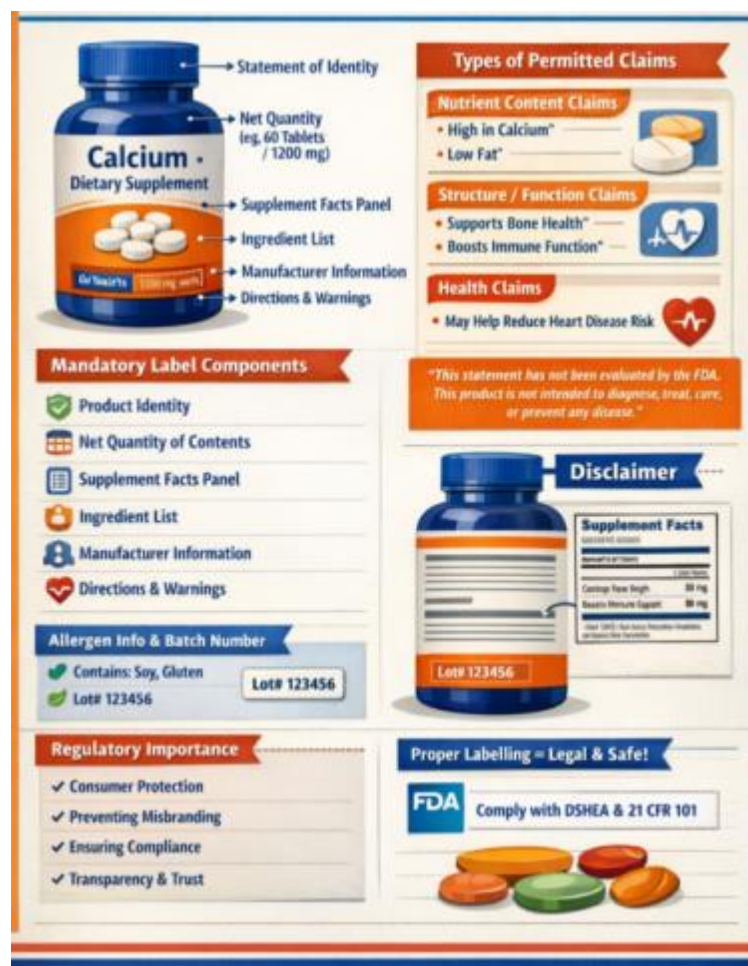 Calcium
Dietary Supplement
Statement of Identity
Net Quantity
(eg, 60 Tablets
/ 1200 mg)
Supplement Facts Panel
Ingredient List
Manufacturer Information
Directions & Warnings
Types of Permitted Claims
Nutrient Content Claims
• High in Calcium"
• Low Fat"
Structure / Function Claims
• Supports Bone Health"
• Boosts Immune Function"
Health Claims
• May Help Reduce Heart Disease Risk
"This statement has not been evaluated by the FDA.
This product is not intended to diagnose, treat, cure,
or prevent any disease."
Mandatory Label Components
Product Identity
Net Quantity of Contents
Supplement Facts Panel
Ingredient List
Manufacturer Information
Directions & Warnings
Disclaimer
Supplement Facts
mg
mg
Lot# 123456
Allergen Info & Batch Number
Contains: Soy, Gluten
Lot# 123456
Lot# 123456
Regulatory Importance
✓ Consumer Protection
✓ Preventing Misbranding
✓ Ensuring Compliance
✓ Transparency & Trust
Proper Labelling = Legal & Safe!
FDA
Comply with DSHEA & 21 CFR 101